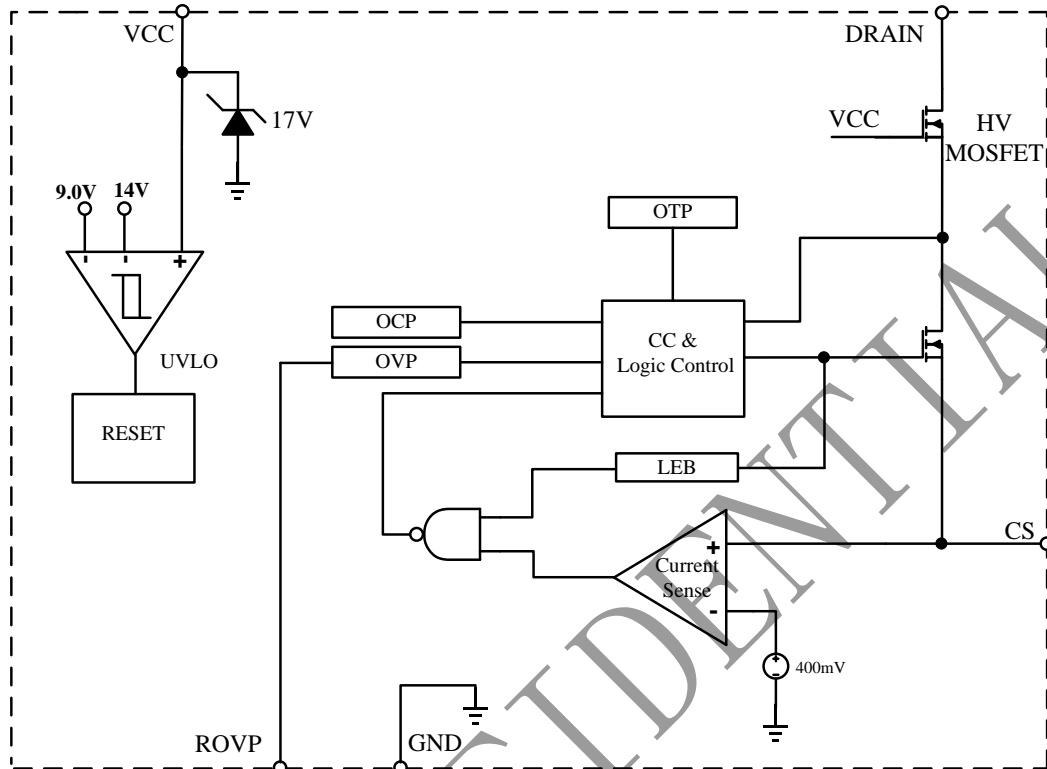 VCC
DRAIN
17V
VCC
HV
MOSFET
9.0V
14V
OTP
-
-
+
OCP
CC &
Logic Control
OVP
UVLO
RESET
LEB
CS
+
Current
Sense
-
+
-
400mV
ROVP
GND
IDENTIAL